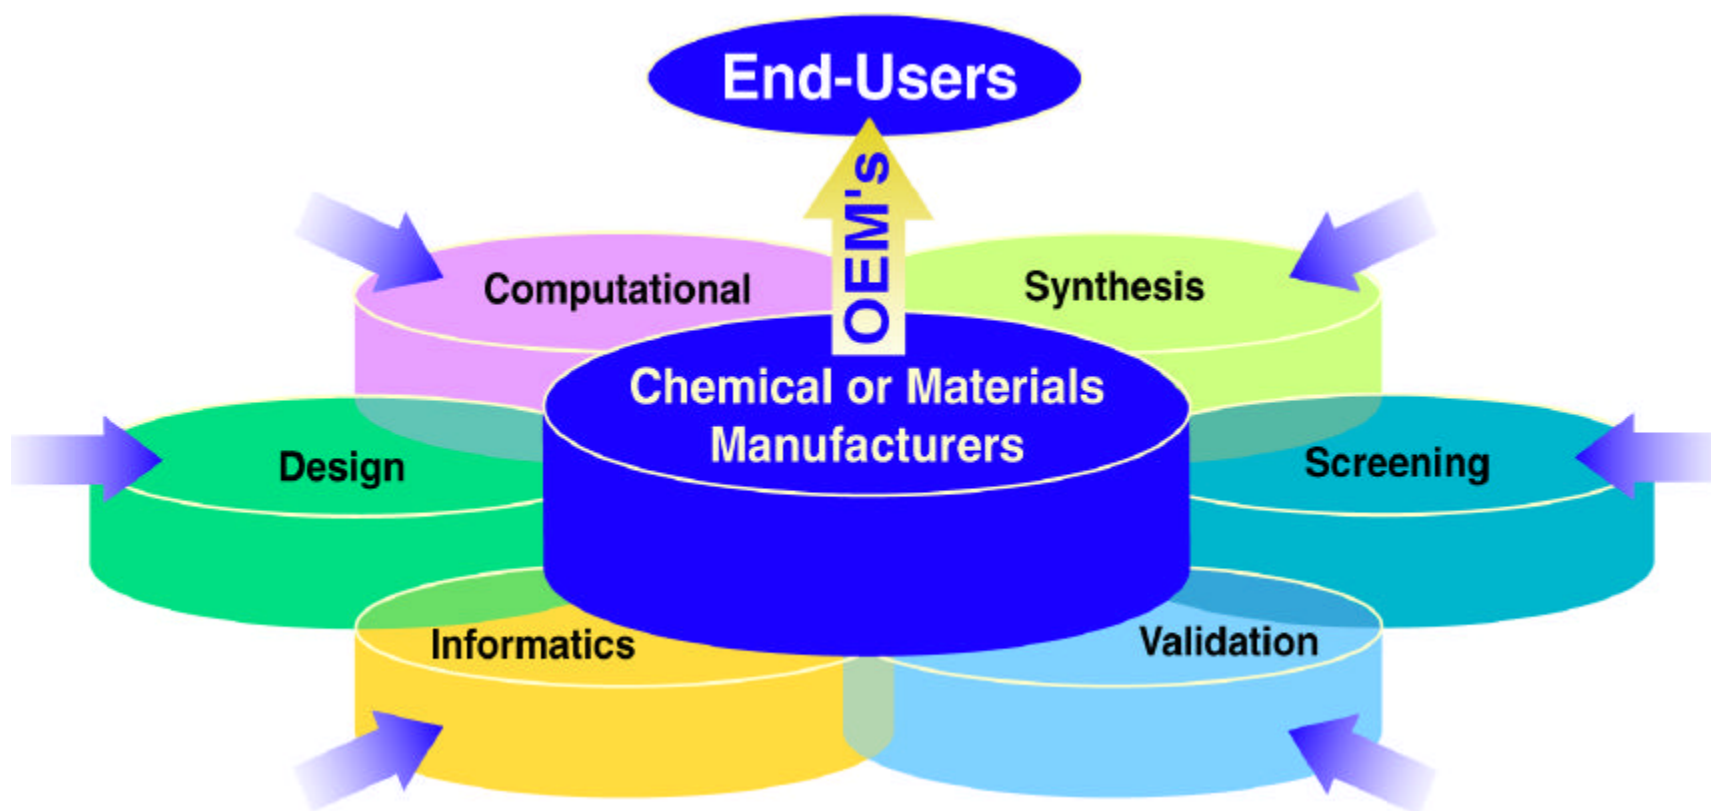 End-Users
OEM's
Computational
Synthesis
Chemical or Materials
Manufacturers
Design
Screening
Informatics
Validation